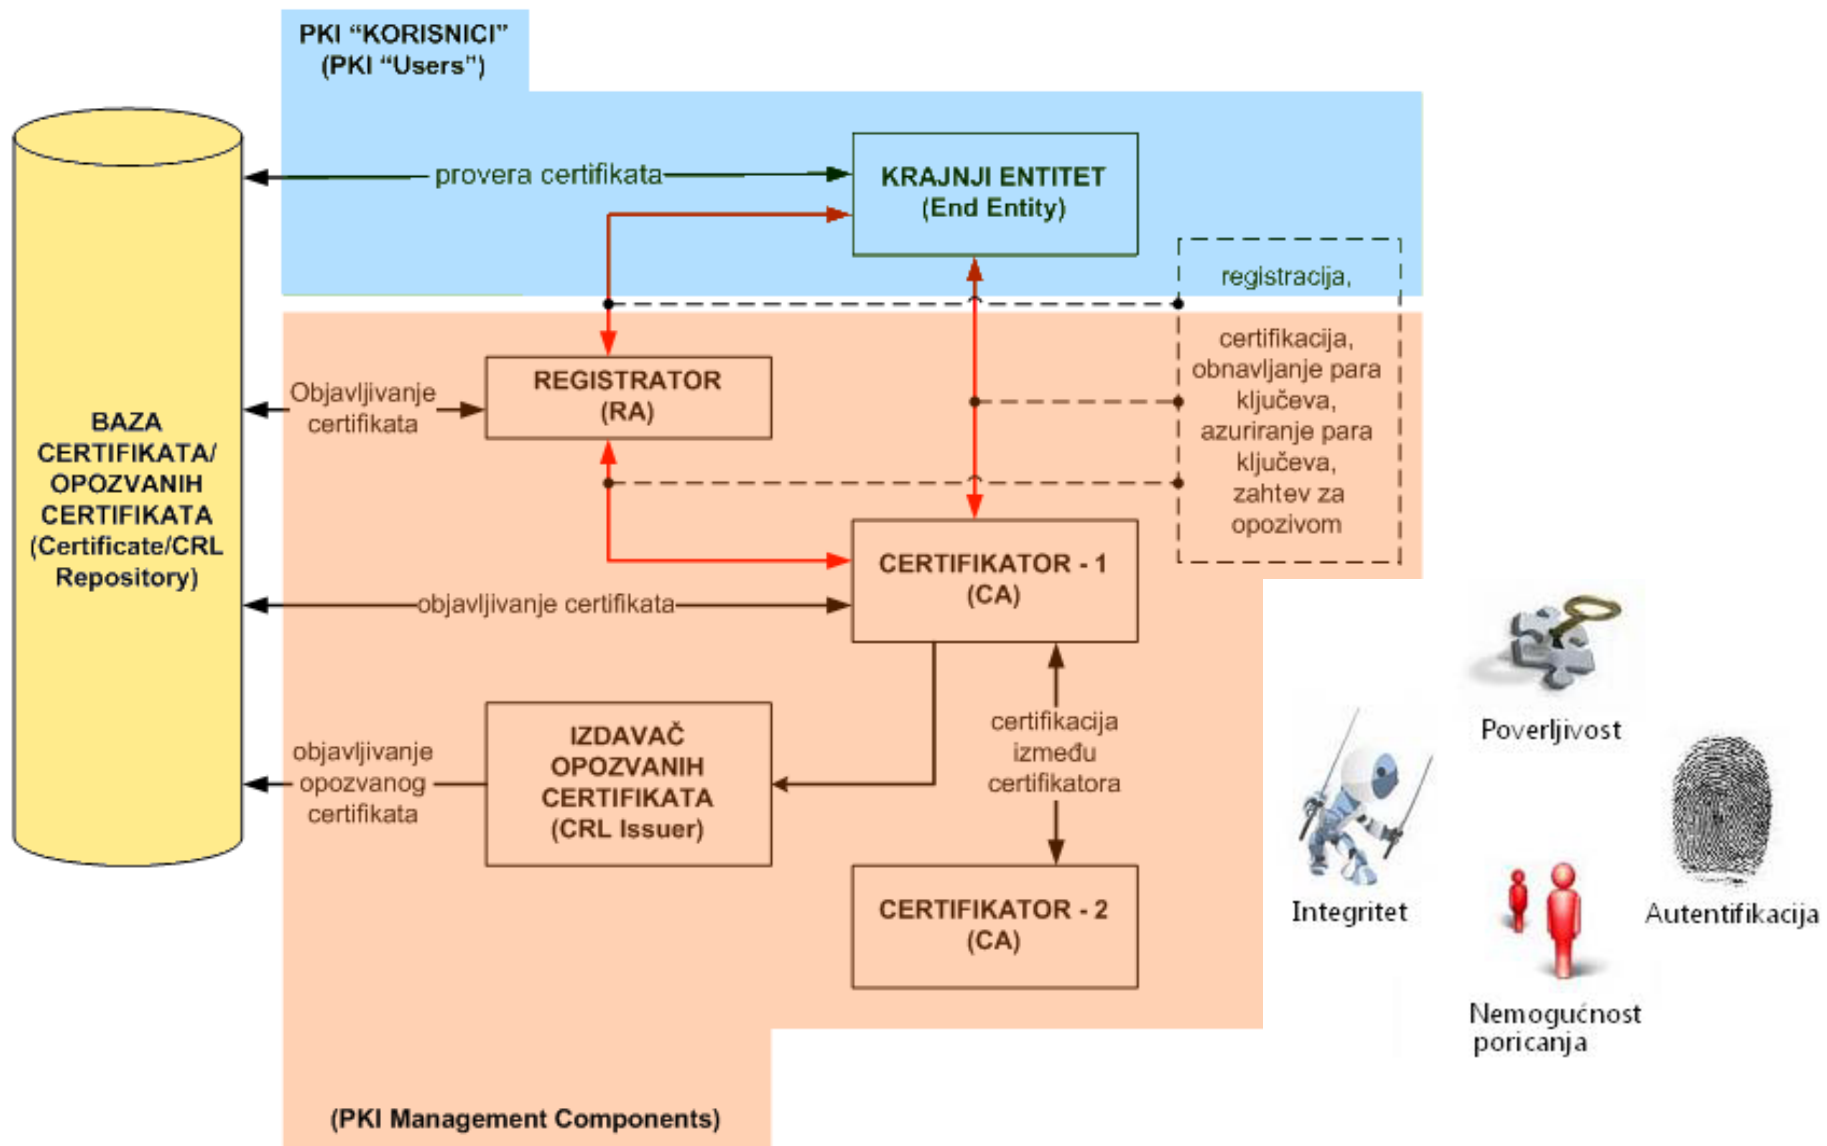 PKI “KORISNICI”
(PKI “Users”)
provera certifikata
KRAJNJI ENTITET
(End Entity)
registracija,
certifikacija,
obnavljanje para
ključeva,
azuriranje para
ključeva,
zahtev za
opozivom
Objavljivanje
certifikata
REGISTRATOR
(RA)
BAZA
CERTIFIKATA/
OPOZVANIH
CERTIFIKATA
(Certificate/CRL
Repository)
CERTIFIKATOR - 1
(CA)
objavljivanje certifikata
objavljivanje
opozvanog
certifikata
IZDAVAČ
OPOZVANIH
CERTIFIKATA
(CRL Issuer)
certifikacija
između
certifikatora
CERTIFIKATOR - 2
(CA)
(PKI Management Components)
Poverljivost
Integritet
Autentifikacija
Nemogućnost
poricanja